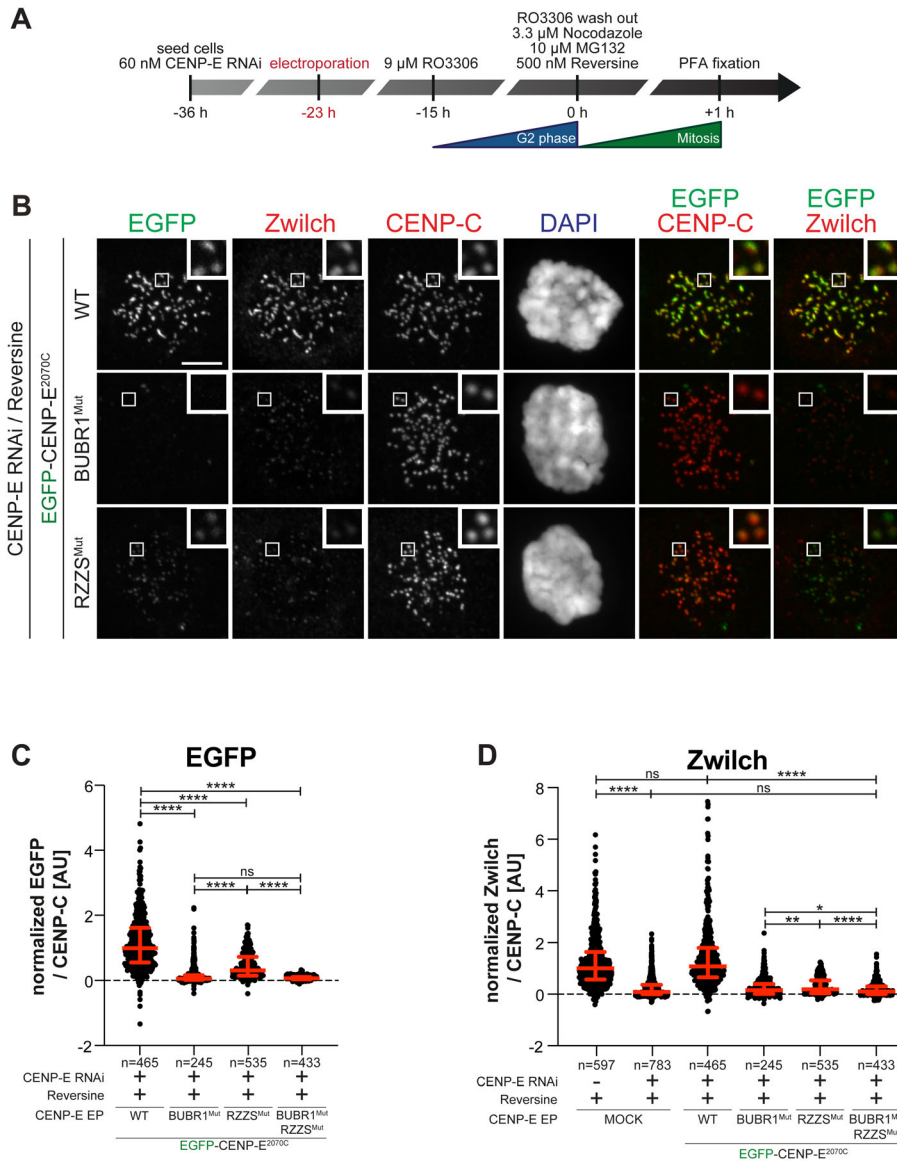 A
seed cells
60 nM CENP-E RNAi
electroporation
9 µM RO3306
RO3306 wash out
3.3 µM Nocodazole
10 µM MG132
500 nM Reversine
PFA fixation
-36 h
-23 h
-15 h
0 h
+1 h
G2 phase
Mitosis
B
EGFP
Zwilch
CENP-C
DAPI
EGFP
CENP-C
EGFP
Zwilch
CENP-E RNAi / Reversine
EGFP-CENP-E2070C
WT
BUBR1Mut
RZZSMut
C
EGFP
normalized EGFP
/ CENP-C [AU]
6
4
2
0
-2
****
****
****
ns
**** ****
n=465 n=245 n=535 n=433
CENP-E RNAi + + + +
Reversine + + + +
CENP-E EP WT BUBR1Mut RZZSMut BUBR1Mut
RZZSMut
EGFP-CENP-E2070C
D
Zwilch
normalized Zwilch
/ CENP-C [AU]
8
6
4
2
0
-2
ns ****
**** ns
*
** ****
n=597 n=783 n=465 n=245 n=535 n=433
CENP-E RNAi - + + + + +
Reversine + + + + + +
CENP-E EP MOCK WT BUBR1Mut RZZSMut BUBR1M
RZZSMut
EGFP-CENP-E2070C